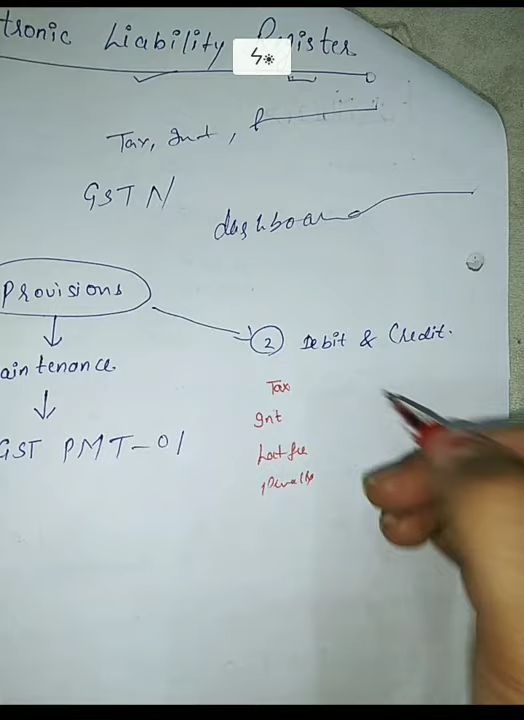 tronic Liability Register
Tax, Int,
GSTN
dashboard
Provisions
2 Debit & Credit.
aintenance.
GST PMT-01
Tax
Int
Late fee
Penalty